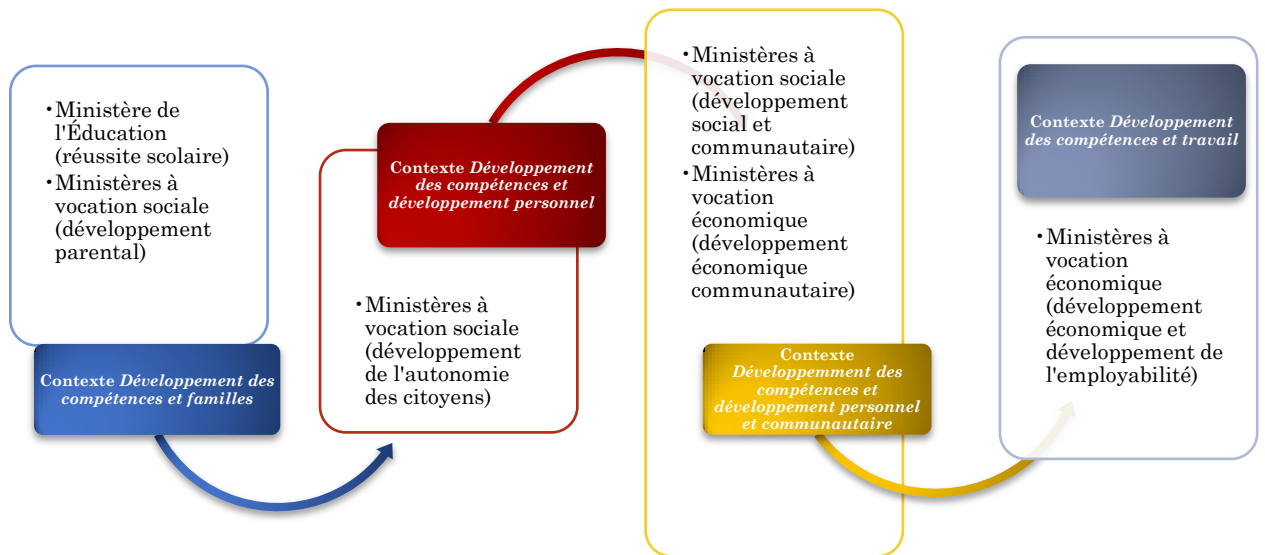 •Ministère de
l'Éducation
(réussite scolaire)
•Ministères à
vocation sociale
(développement
parental)
Contexte Développement des
compétences et familles
Contexte Développement
des compétences et
développement personnel
•Ministères à
vocation sociale
(développement
de l'autonomie
des citoyens)
•Ministères à
vocation sociale
(développement
social et
communautaire)
•Ministères à
vocation
économique
(développement
économique
communautaire)
Contexte
Développemment des
compétences et
développement personnel
et communautaire
Contexte Développement
des compétences et travail
•Ministères à
vocation
économique
(développement
économique et
développement de
l'employabilité)